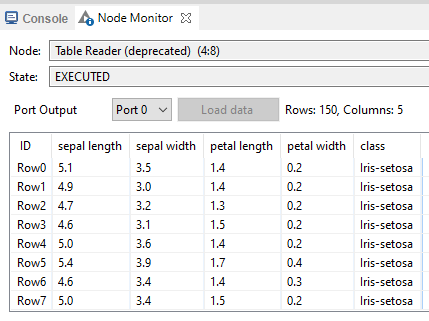 Console Node Monitor
Node: Table Reader (deprecated) (4:8)
State: EXECUTED
Port Output Port 0 Load data Rows: 150, Columns: 5
ID sepal length sepal width petal length petal width class
Row0 5.1 3.5 1.4 0.2 Iris-setosa
Row1 4.9 3.0 1.4 0.2 Iris-setosa
Row2 4.7 3.2 1.3 0.2 Iris-setosa
Row3 4.6 3.1 1.5 0.2 Iris-setosa
Row4 5.0 3.6 1.4 0.2 Iris-setosa
Row5 5.4 3.9 1.7 0.4 Iris-setosa
Row6 4.6 3.4 1.4 0.3 Iris-setosa
Row7 5.0 3.4 1.5 0.2 Iris-setosa